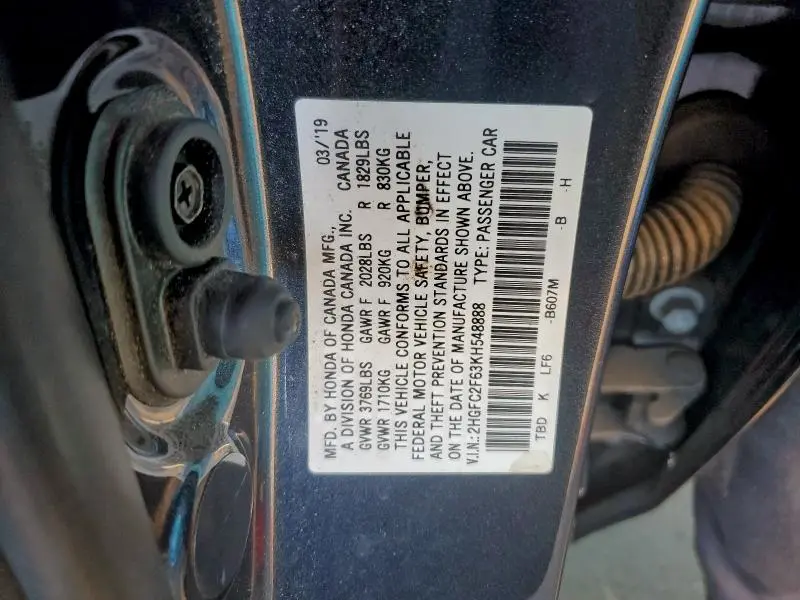 MFD. BY HONDA OF CANADA MFG., 03/'19
A DIVISION OF HONDA CANADA INC. CANADA
GVWR 3769LBS GAWR F 2028LBS R 1829LBS
GVWR 1710KG GAWR F 920KG R 830KG
THIS VEHICLE CONFORMS TO ALL APPLICABLE
FEDERAL MOTOR VEHICLE SAFETY, BUMPER,
AND THEFT PREVENTION STANDARDS IN EFFECT
ON THE DATE OF MANUFACTURE SHOWN ABOVE.
V.I.N.:2HGFC2F63KH548888 TYPE: PASSENGER CAR
TBD K LF6 -B607M -B -H